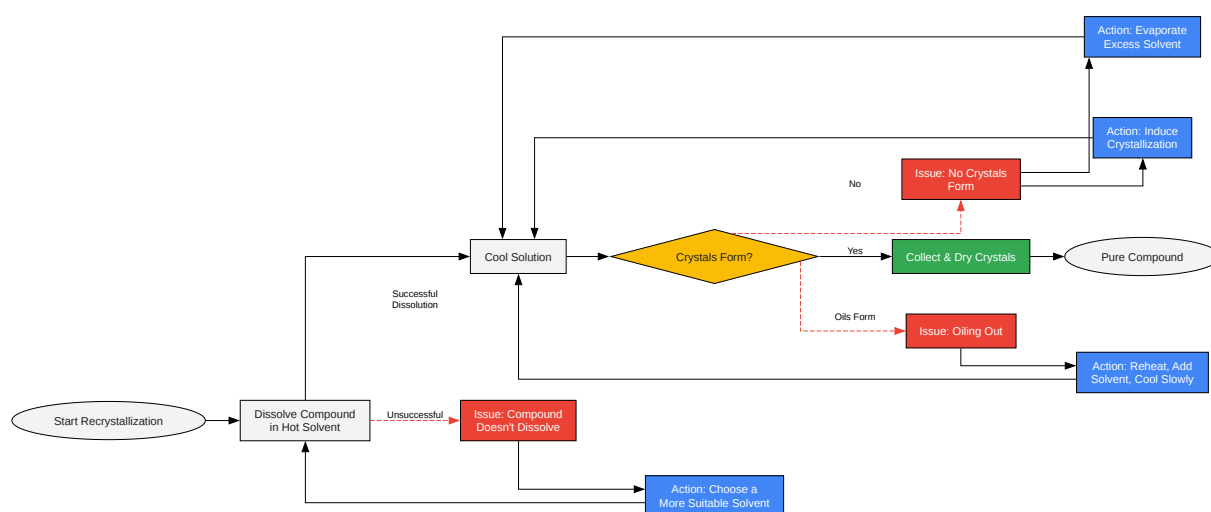 Action: Evaporate
Excess Solvent
Action: Induce
Crystallization
No
Issue: No Crystals
Form
Cool Solution
Crystals Form?
Yes
Collect & Dry Crystals
Pure Compound
Successful
Dissolution
Oils Form
Issue: Oiling Out
Action: Reheat, Add
Solvent, Cool Slowly
Start Recrystallization
Dissolve Compound
in Hot Solvent
Unsuccessful
Issue: Compound
Doesn't Dissolve
Action: Choose a
More Suitable Solvent